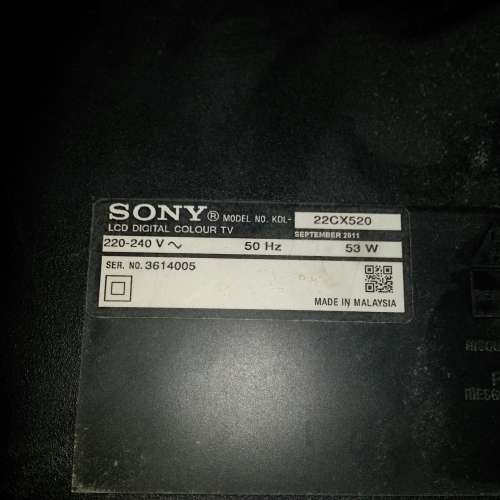 SONY® MODEL NO. KDL- 22CX520
LCD DIGITAL COLOUR TV SEPTEMBER 2011
220-240 V ~ 50 Hz 53 W
SER. NO. 3614005
MADE IN MALAYSIA